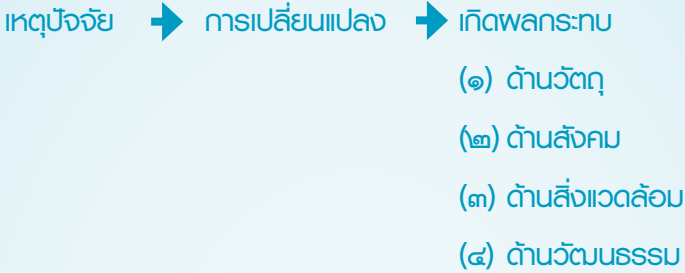 เหตุปัจจัย การเปลี่ยนแปลง เกิดผลกระทบ
(๑) ด้านวัตถุ
(๒) ด้านสังคม
(๓) ด้านสิ่งแวดล้อม
(๔) ด้านวัฒนธรรม